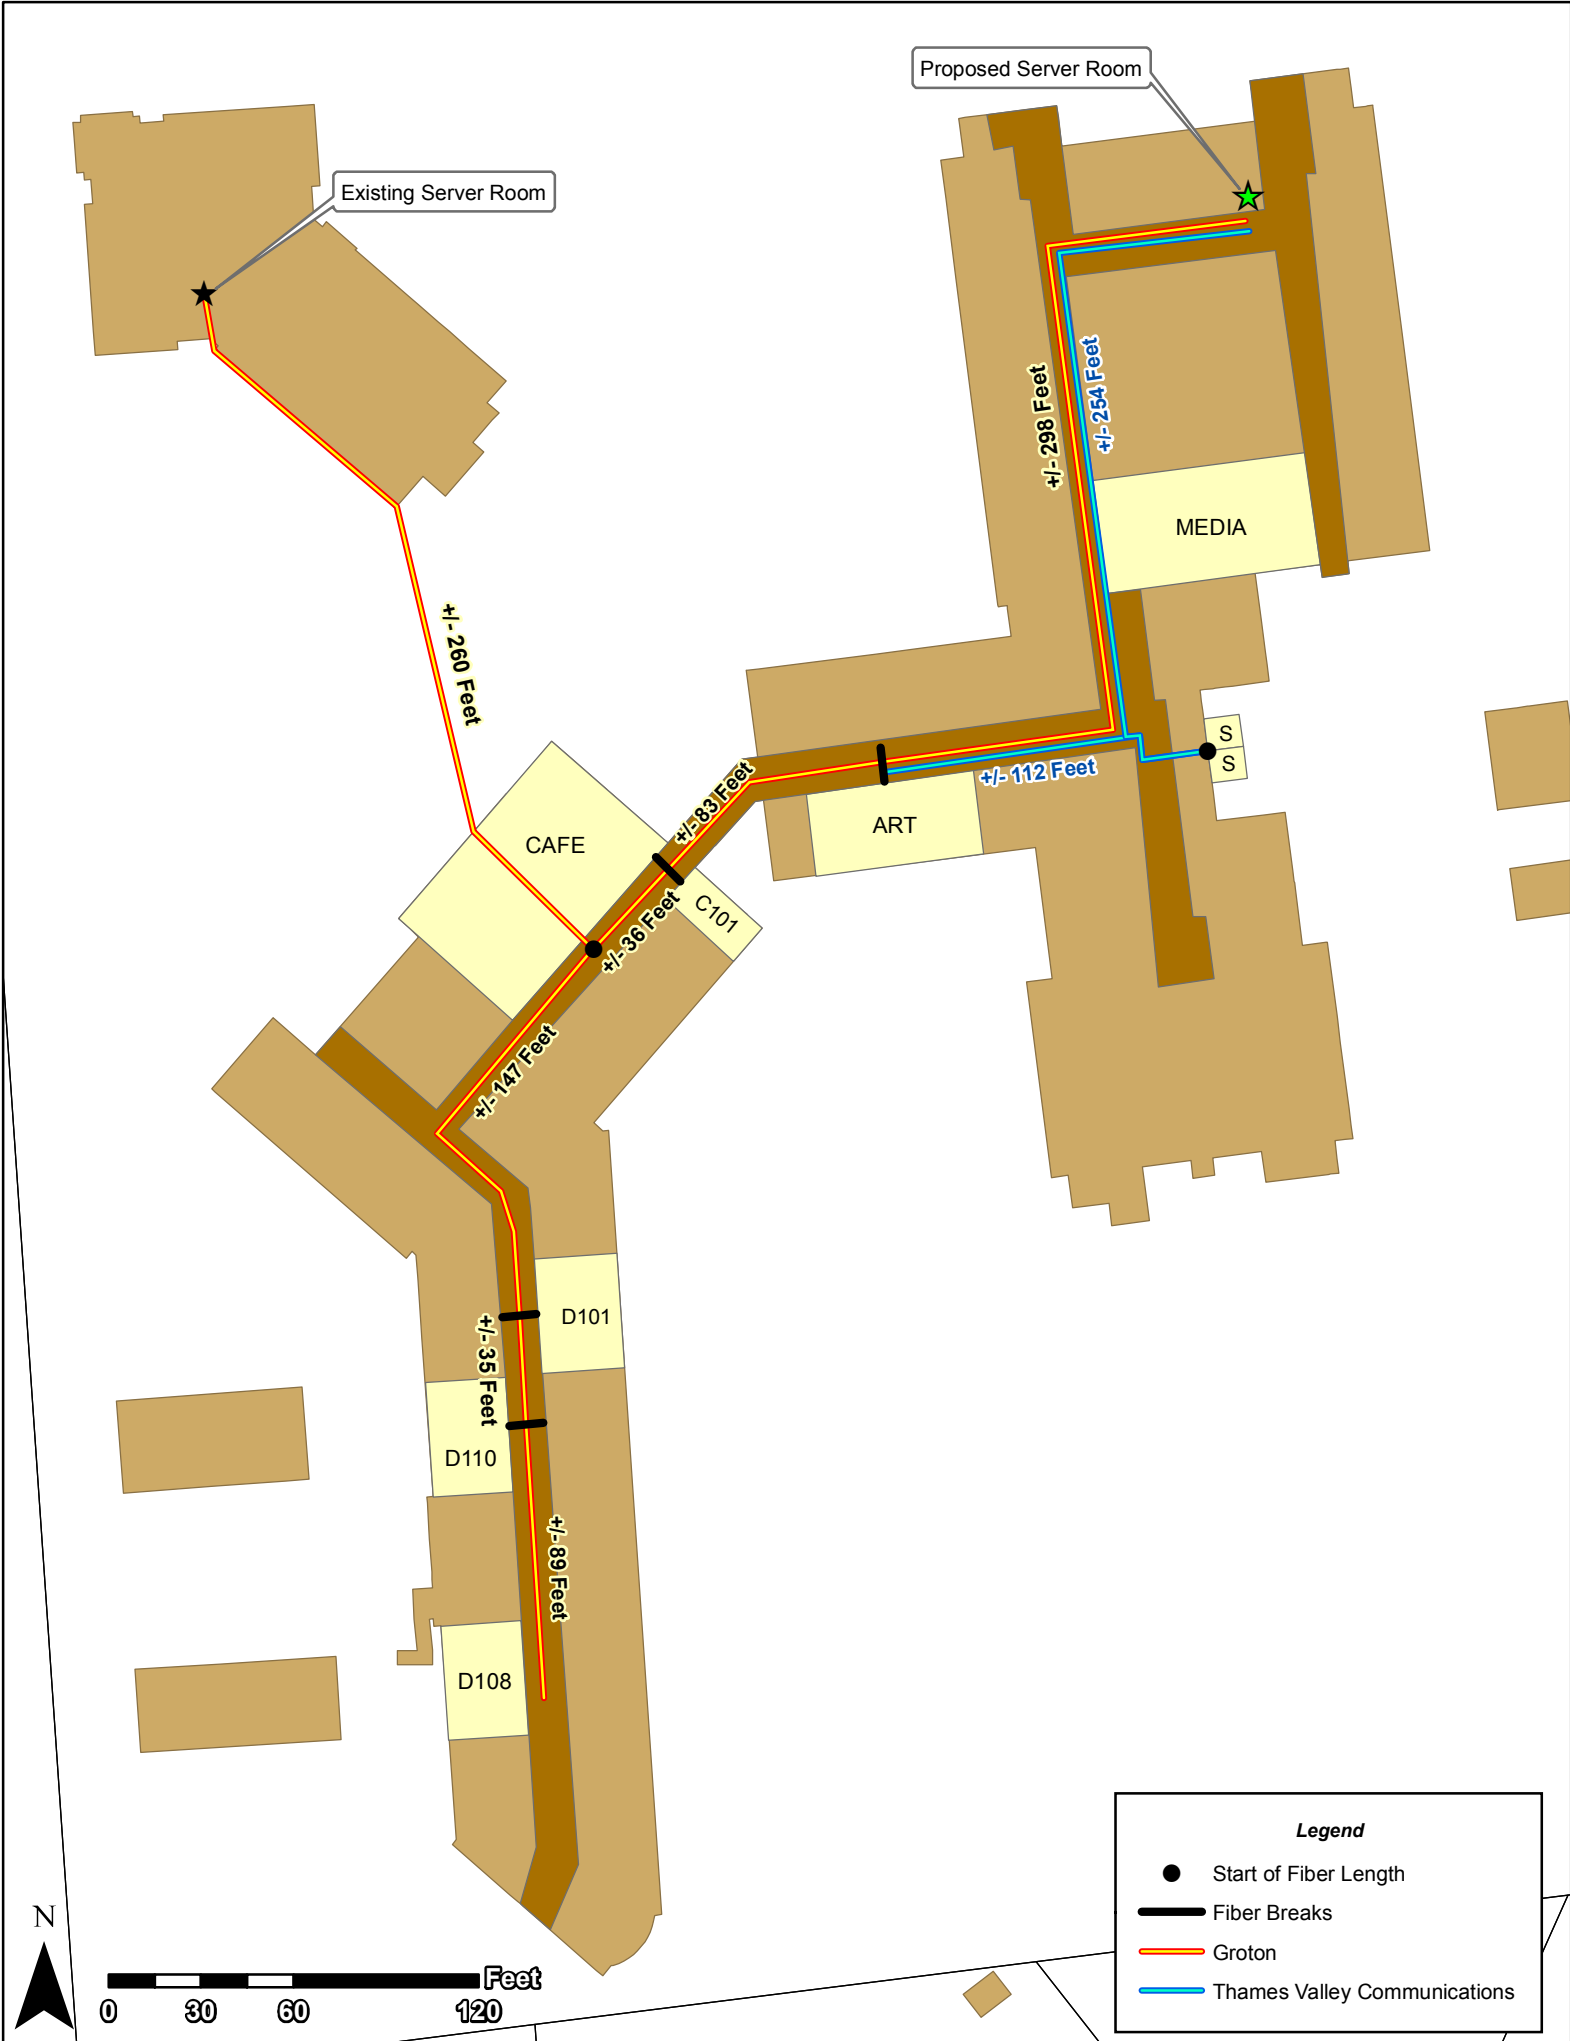 Proposed Server Room
Existing Server Room
+/- 298 Feet
+/- 254 Feet
MEDIA
+/- 260 Feet
S
S
+/- 112 Feet
+/- 83 Feet
ART
CAFE
C101
+/- 36 Feet
+/- 147 Feet
D101
+/- 35 Feet
D110
+/- 89 Feet
D108
Legend
Start of Fiber Length
Fiber Breaks
Groton
Thames Valley Communications
N
Feet
0 30 60 120